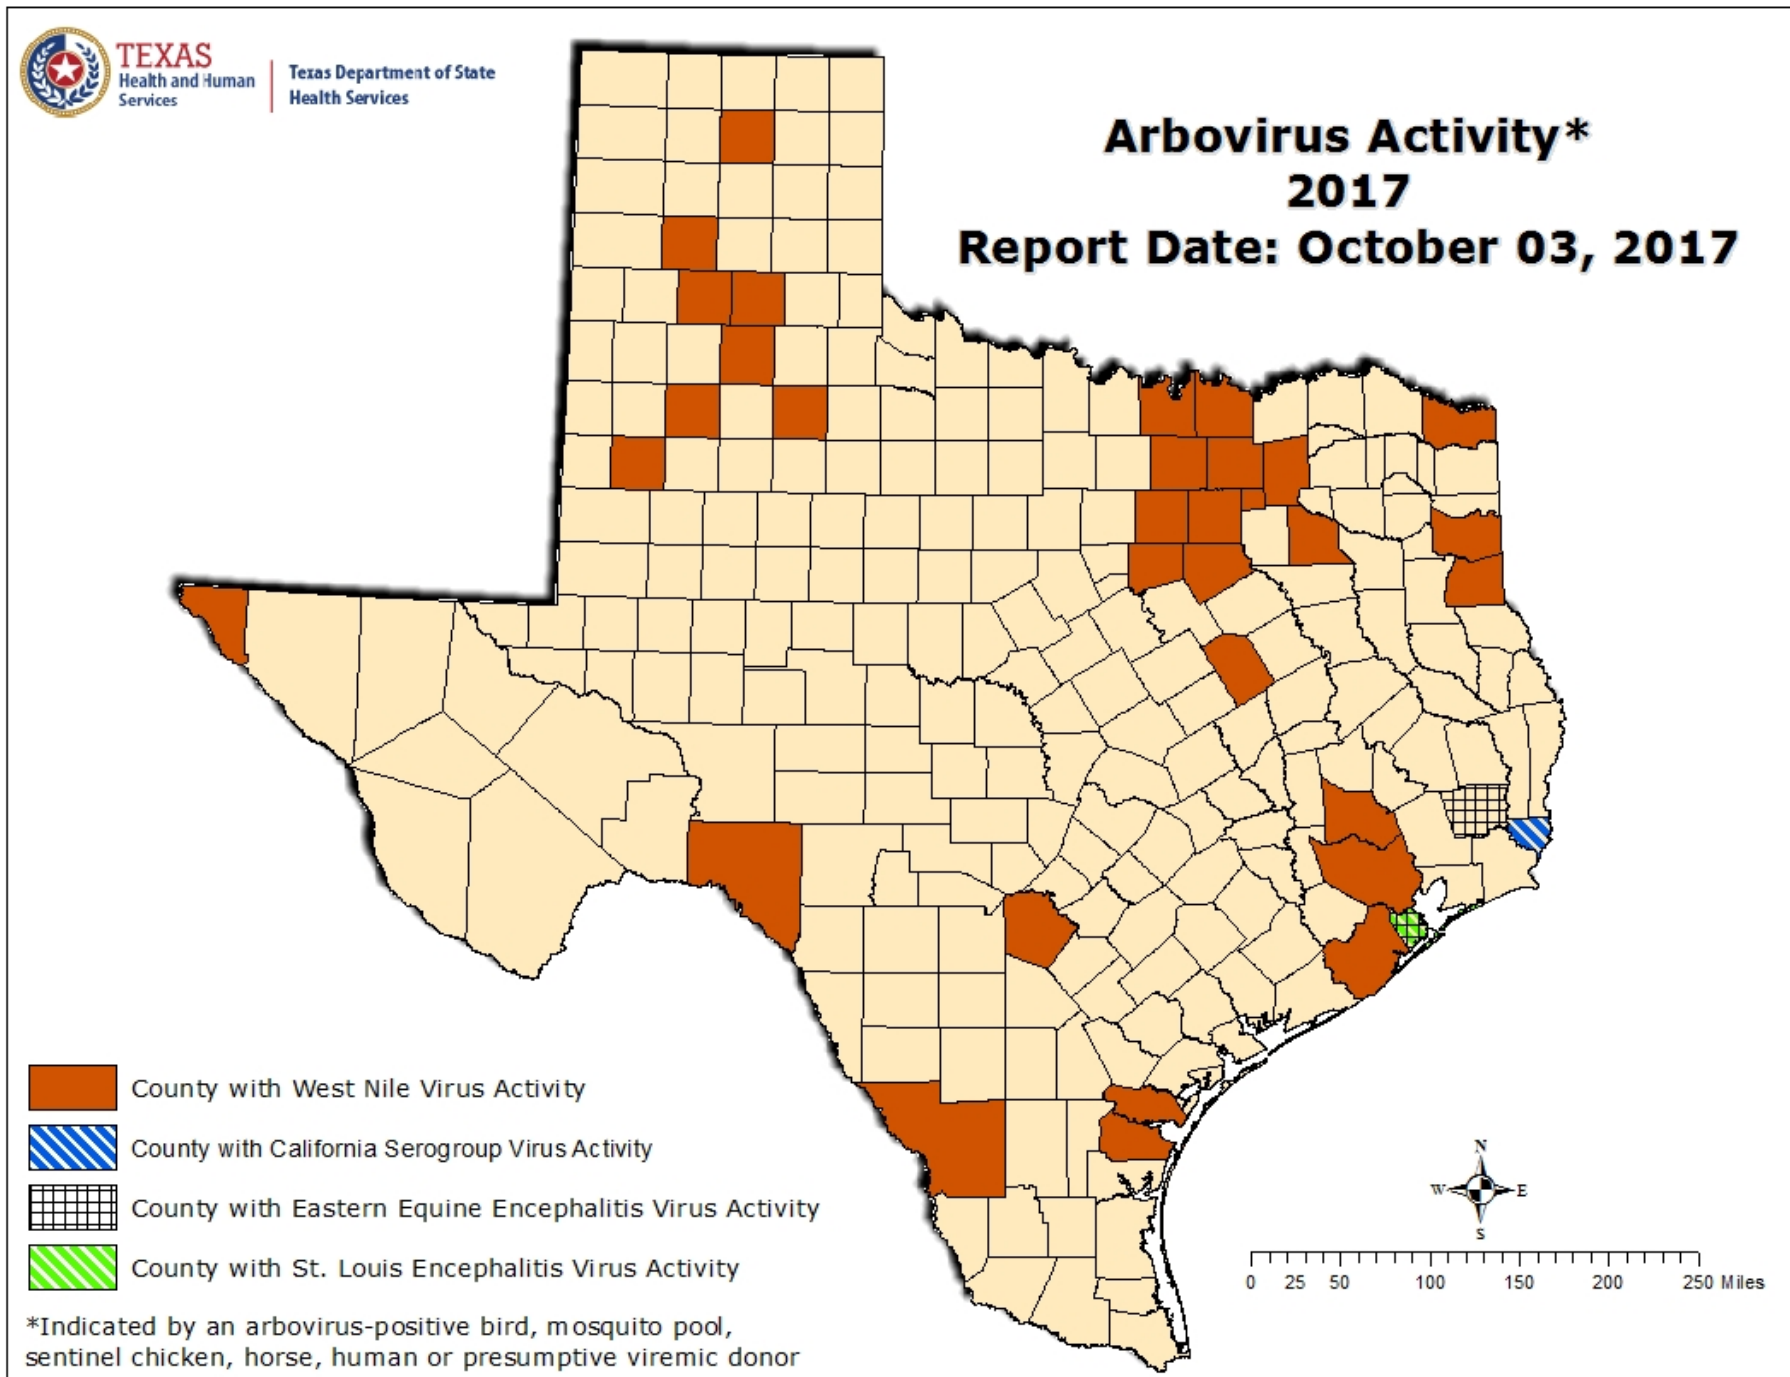 TEXAS
Health and Human
Services
Texas Department of State
Health Services
Arbovirus Activity*
2017
Report Date: October 03, 2017
County with West Nile Virus Activity
County with California Serogroup Virus Activity
County with Eastern Equine Encephalitis Virus Activity
County with St. Louis Encephalitis Virus Activity
*Indicated by an arbovirus-positive bird, mosquito pool,
sentinel chicken, horse, human or presumptive viremic donor
N
W E
S
0 25 50 100 150 200 250 Miles